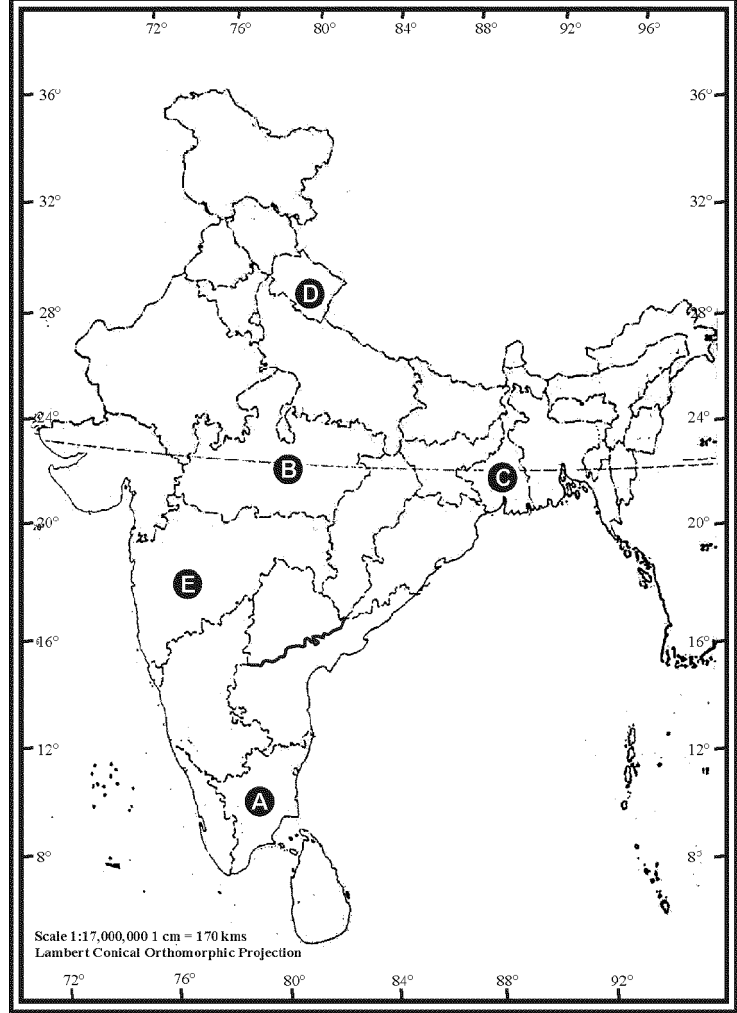 72° 76° 80° 84° 88° 92° 96°
36° 36°
32° 32°
D
28° 28°
24° 24°
B
C
20° 20°
E
16° 16°
12° 12°
A
8° 8°
Scale 1:17,000,000 1 cm = 170 kms
Lambert Conical Orthomorphic Projection
72° 76° 80° 84° 88° 92°